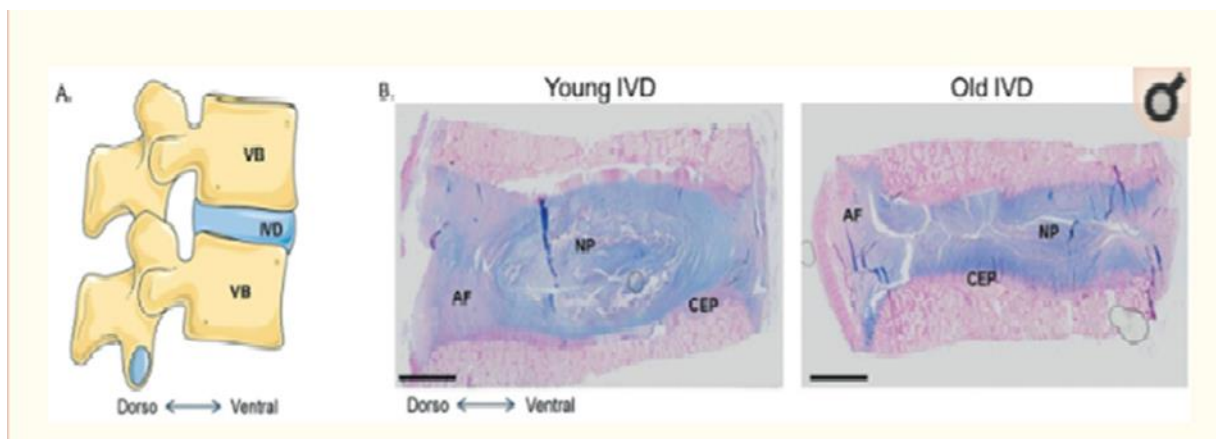 A.
VB
IVD
VB
Dorso
Ventral
B.
Young IVD
NP
AF
CEP
Dorso
Ventral
Old IVD
AF
NP
CEP